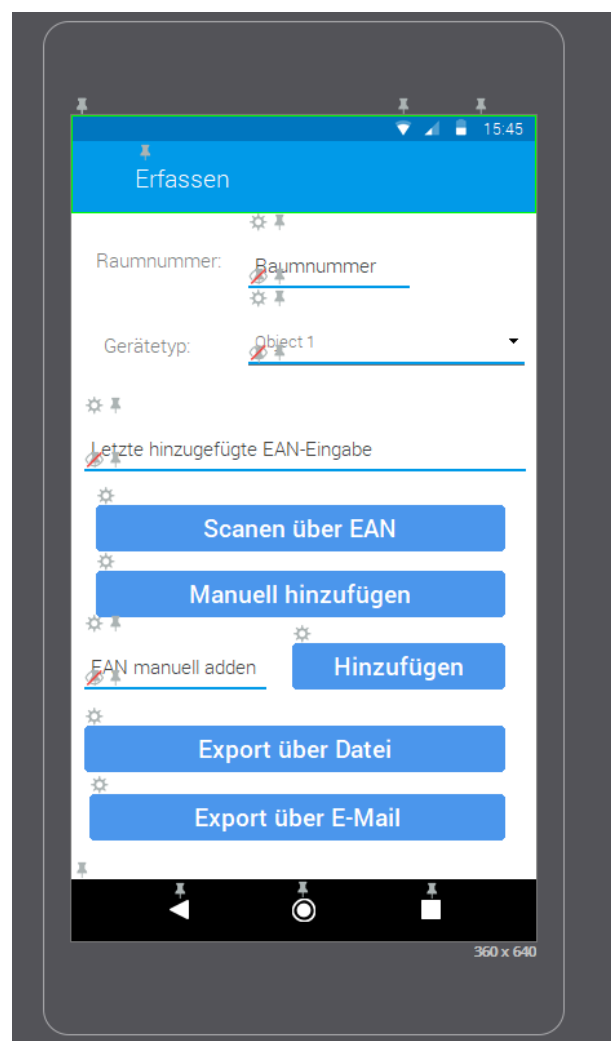 15:45
Erfassen
Raumnummer: Raumnummer
Gerätetyp: Object 1
Letzte hinzugefügte EAN-Eingabe
Scanen über EAN
Manuell hinzufügen
EAN manuell adden Hinzufügen
Export über Datei
Export über E-Mail
360 x 640